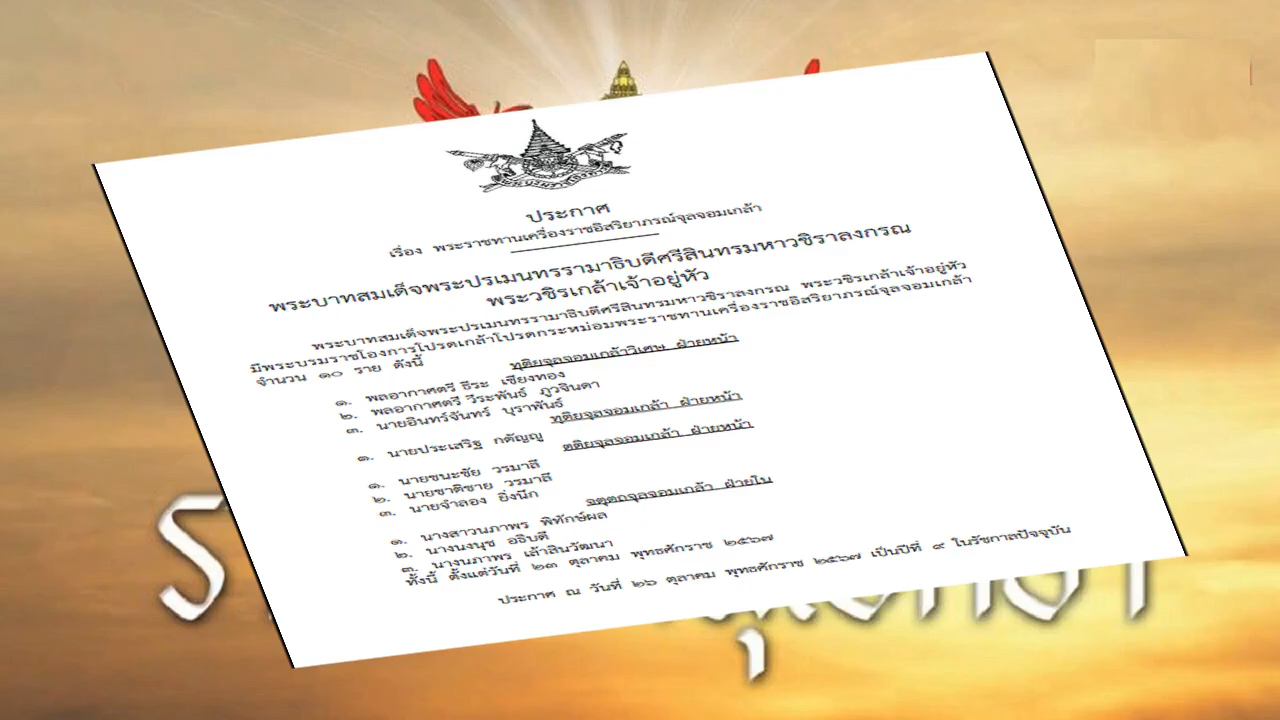 ประกาศ
เรื่อง พระราชทานเครื่องราชอิสริยาภรณ์จุลจอมเกล้า
พระบาทสมเด็จพระปรเมนทรรามาธิบดีศรีสินทรมหาวชิราลงกรณ
พระวชิรเกล้าเจ้าอยู่หัว
พระบาทสมเด็จพระปรเมนทรรามาธิบดีศรีสินทรมหาวชิราลงกรณ พระวชิรเกล้าเจ้าอยู่หัว
มีพระบรมราชโองการโปรดเกล้าโปรดกระหม่อมพระราชทานเครื่องราชอิสริยาภรณ์จุลจอมเกล้า
จำนวน ๑๐ ราย ดังนี้
ทุติยจุลจอมเกล้าวิเศษ ฝ่ายหน้า
๑. พลอากาศตรี ธีระ เชียงทอง
๒. พลอากาศตรี วีระพันธ์ ภูวจินดา
๓. นายอินทร์จันทร์ บุราพันธ์
ทุติยจุลจอมเกล้า ฝ่ายหน้า
๑. นายประเสริฐ กตัญญู
ตติยจุลจอมเกล้า ฝ่ายหน้า
๑. นายชนะชัย วรมาลี
๒. นายชาติชาย วรมาลี
๓. นายจำลอง ยิ่งนึก
จตุตถจุลจอมเกล้า ฝ่ายใน
๑. นางสาวนภาพร พิทักษ์ผล
๒. นางนงนุช อธิบดี
๓. นางนภาพร เล้าสินวัฒนา
ทั้งนี้ ตั้งแต่วันที่ ๒๓ ตุลาคม พุทธศักราช ๒๕๖๗
ประกาศ ณ วันที่ ๒๖ ตุลาคม พุทธศักราช ๒๕๖๗ เป็นปีที่ ๙ ในรัชกาลปัจจุบัน